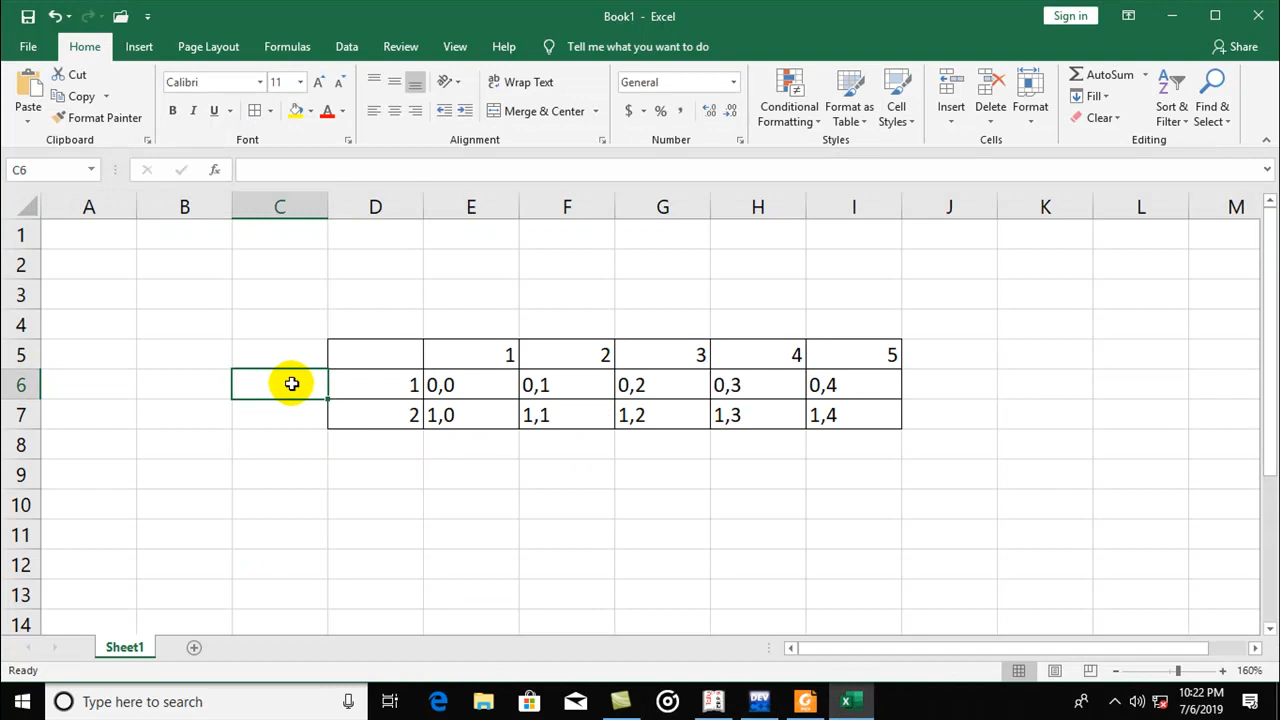 Book1 - Excel
Sign in
File Home Insert Page Layout Formulas Data Review View Help Tell me what you want to do Share
Paste
Cut
Copy
Format Painter
Clipboard
Calibri 11
B I U
Font
Wrap Text
Merge & Center
Alignment
General
$ % ,
Number
Conditional Formatting
Format as Table
Cell Styles
Styles
Insert Delete Format
Cells
AutoSum
Fill
Clear
Sort & Filter
Find & Select
Editing
C6 fx
A B C D E F G H I J K L M
1
2
3
4
5 1 2 3 4 5
6 1 0,0 0,1 0,2 0,3 0,4
7 2 1,0 1,1 1,2 1,3 1,4
8
9
10
11
12
13
14
Sheet1
Ready 160%
Type here to search
DEV
10:22 PM
7/6/2019